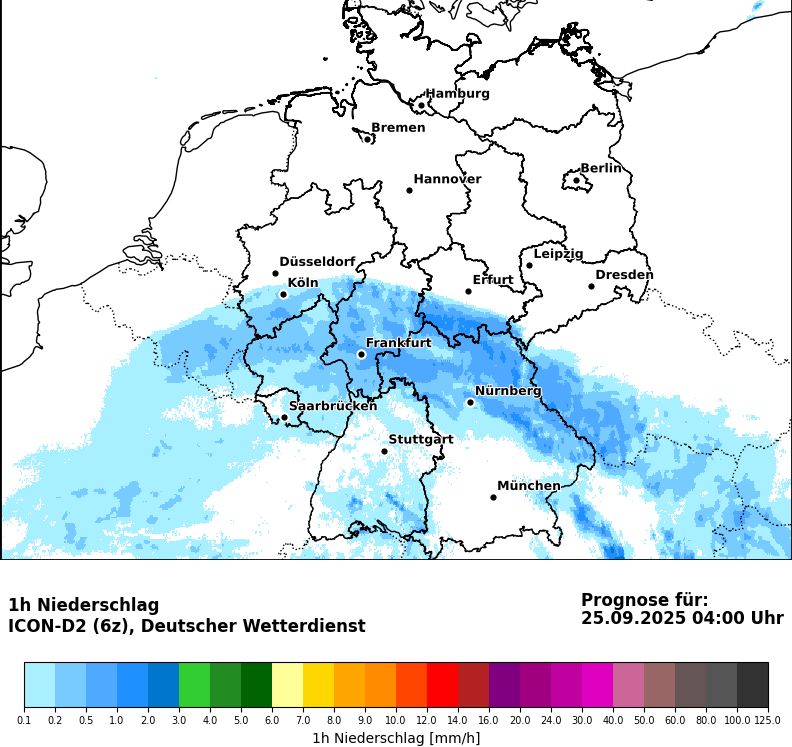 Hamburg
Bremen
Berlin
Hannover
Leipzig
Düsseldorf
Dresden
Köln
Erfurt
Frankfurt
Nürnberg
Saarbrücken
Stuttgart
München
1h Niederschlag
ICON-D2 (6z), Deutscher Wetterdienst
Prognose für:
25.09.2025 04:00 Uhr
0.1 0.2 0.5 1.0 2.0 3.0 4.0 5.0 6.0 7.0 8.0 9.0 10.0 12.0 14.0 16.0 20.0 24.0 30.0 40.0 50.0 60.0 80.0 100.0 125.0
1h Niederschlag [mm/h]